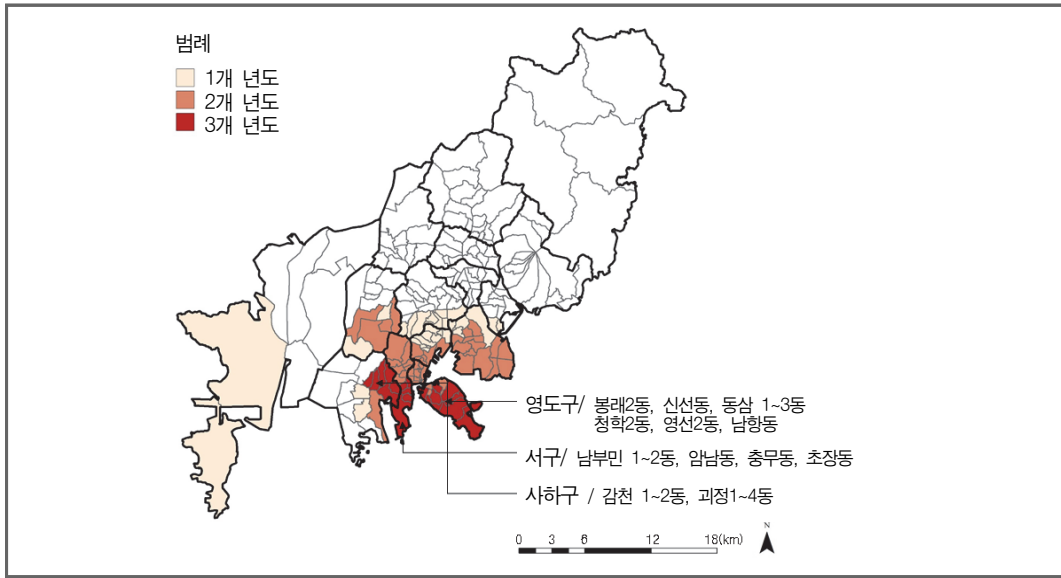 범례
1개 년도
2개 년도
3개 년도
영도구/ 봉래2동, 신선동, 동삼 1~3동
청학2동, 영선2동, 남항동
서구/ 남부민 1~2동, 암남동, 충무동, 초장동
사하구 / 감천 1~2동, 괴정1~4동
0 3 6 12 18(km)
N